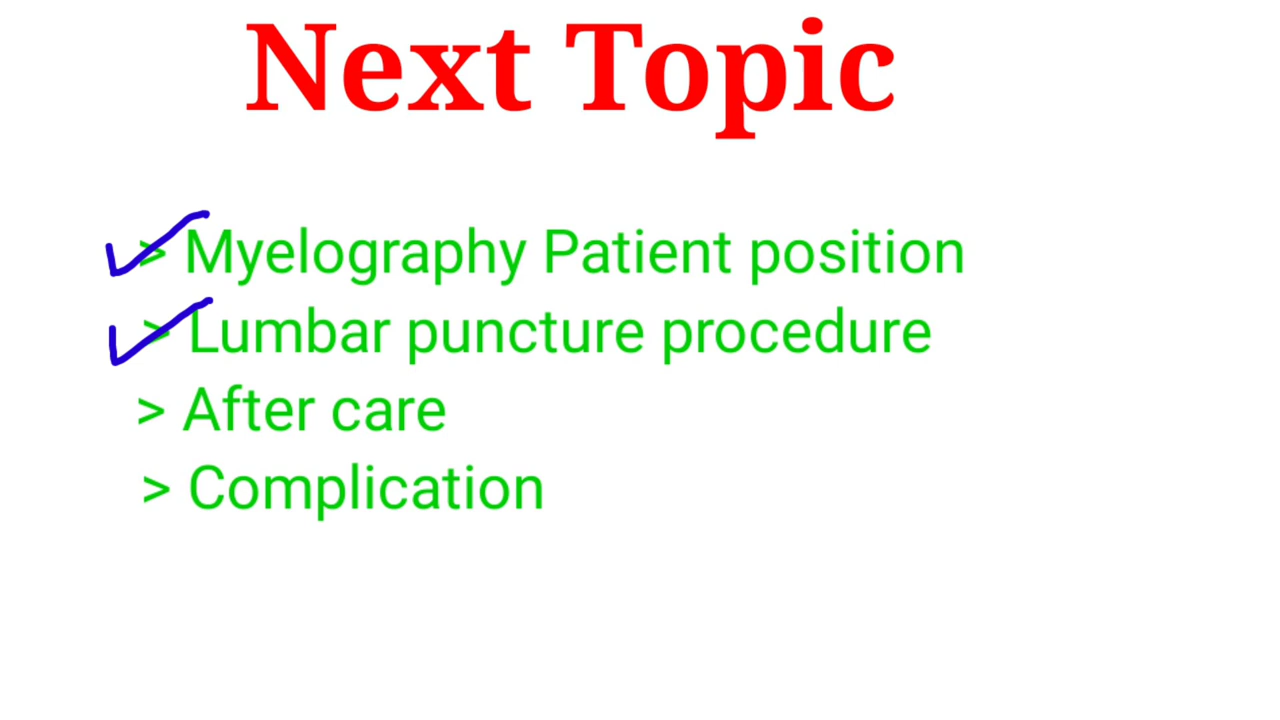 Next Topic
> Myelography Patient position
> Lumbar puncture procedure
> After care
> Complication